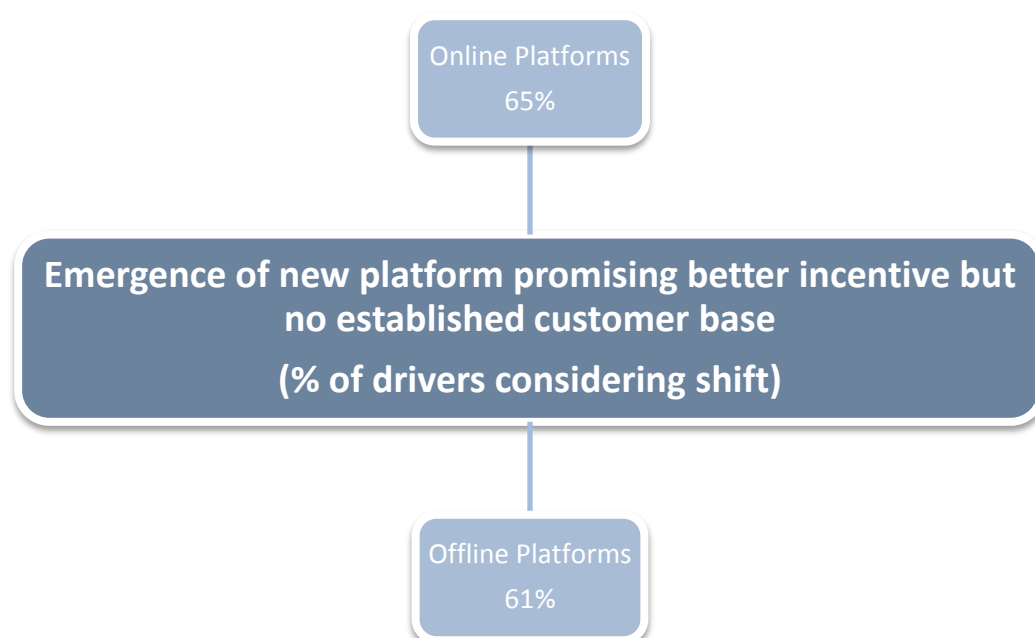 Online Platforms
65%
Emergence of new platform promising better incentive but
no established customer base
(% of drivers considering shift)
Offline Platforms
61%